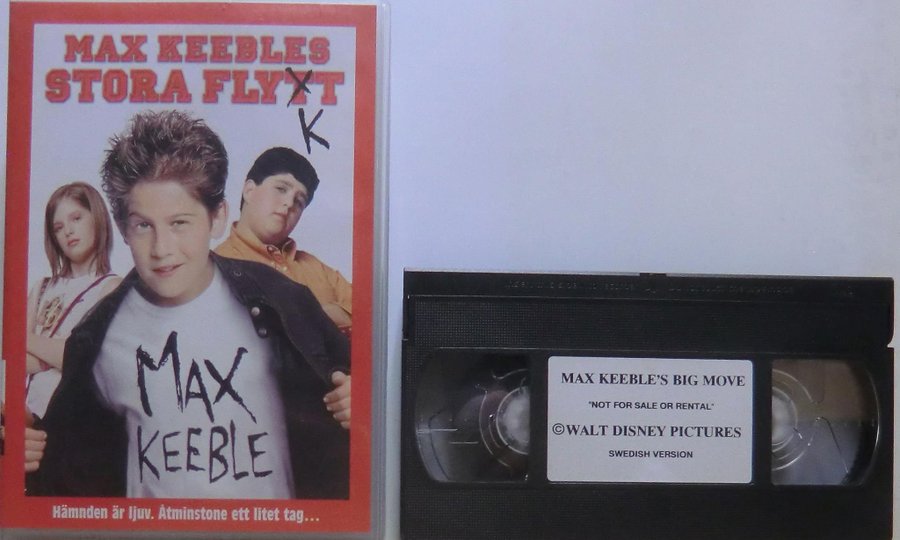 MAX KEEBLES
STORA FLYTT
K
MAX
KEEBLE
Hämnden är ljuv. Åtminstone ett litet tag...
MAX KEEBLE'S BIG MOVE
"NOT FOR SALE OR RENTAL"
©WALT DISNEY PICTURES
SWEDISH VERSION